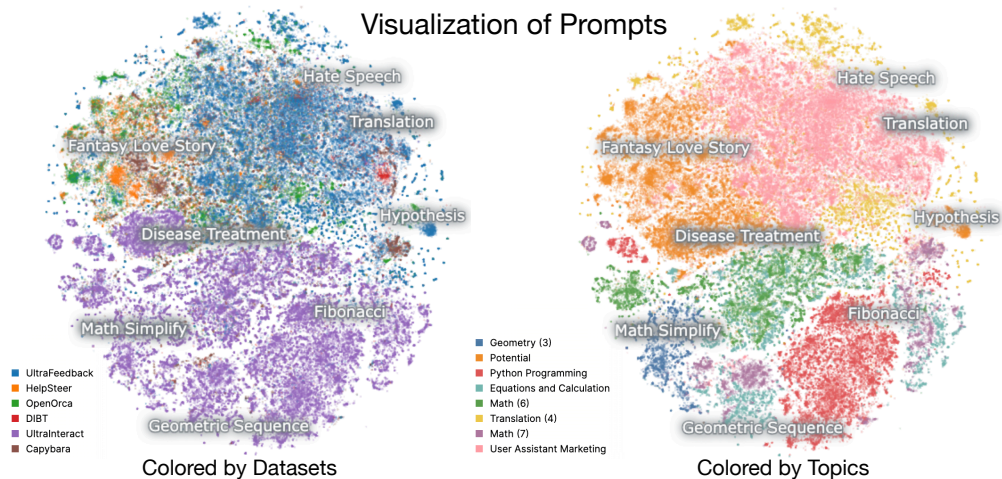 Visualization of Prompts
Hate Speech
Translation
Fantasy Love Story
Hypothesis
Disease Treatment
Fibonacci
Math Simplify
Geometric Sequence
UltraFeedback
HelpSteer
OpenOrca
DIBT
UltraInteract
Capybara
Colored by Datasets
Hate Speech
Translation
Fantasy Love Story
Hypothesis
Disease Treatment
Fibonacci
Math Simplify
Geometric Sequence
Geometry (3)
Potential
Python Programming
Equations and Calculation
Math (6)
Translation (4)
Math (7)
User Assistant Marketing
Colored by Topics